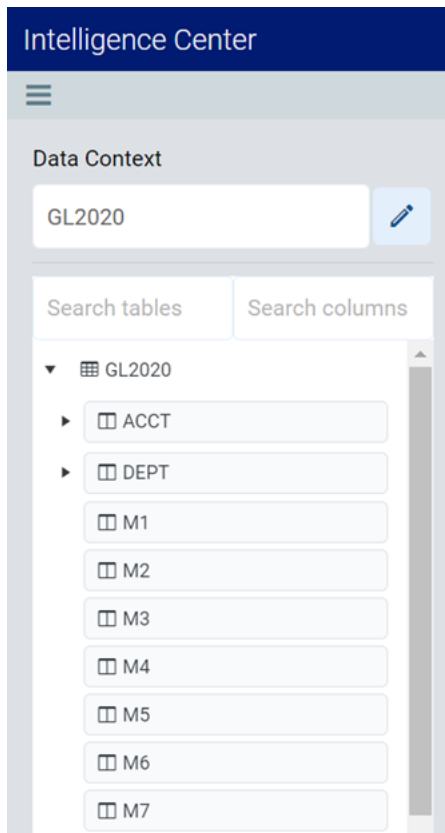 Intelligence Center
Data Context
GL2020
Search tables Search columns
GL2020
ACCT
DEPT
M1
M2
M3
M4
M5
M6
M7